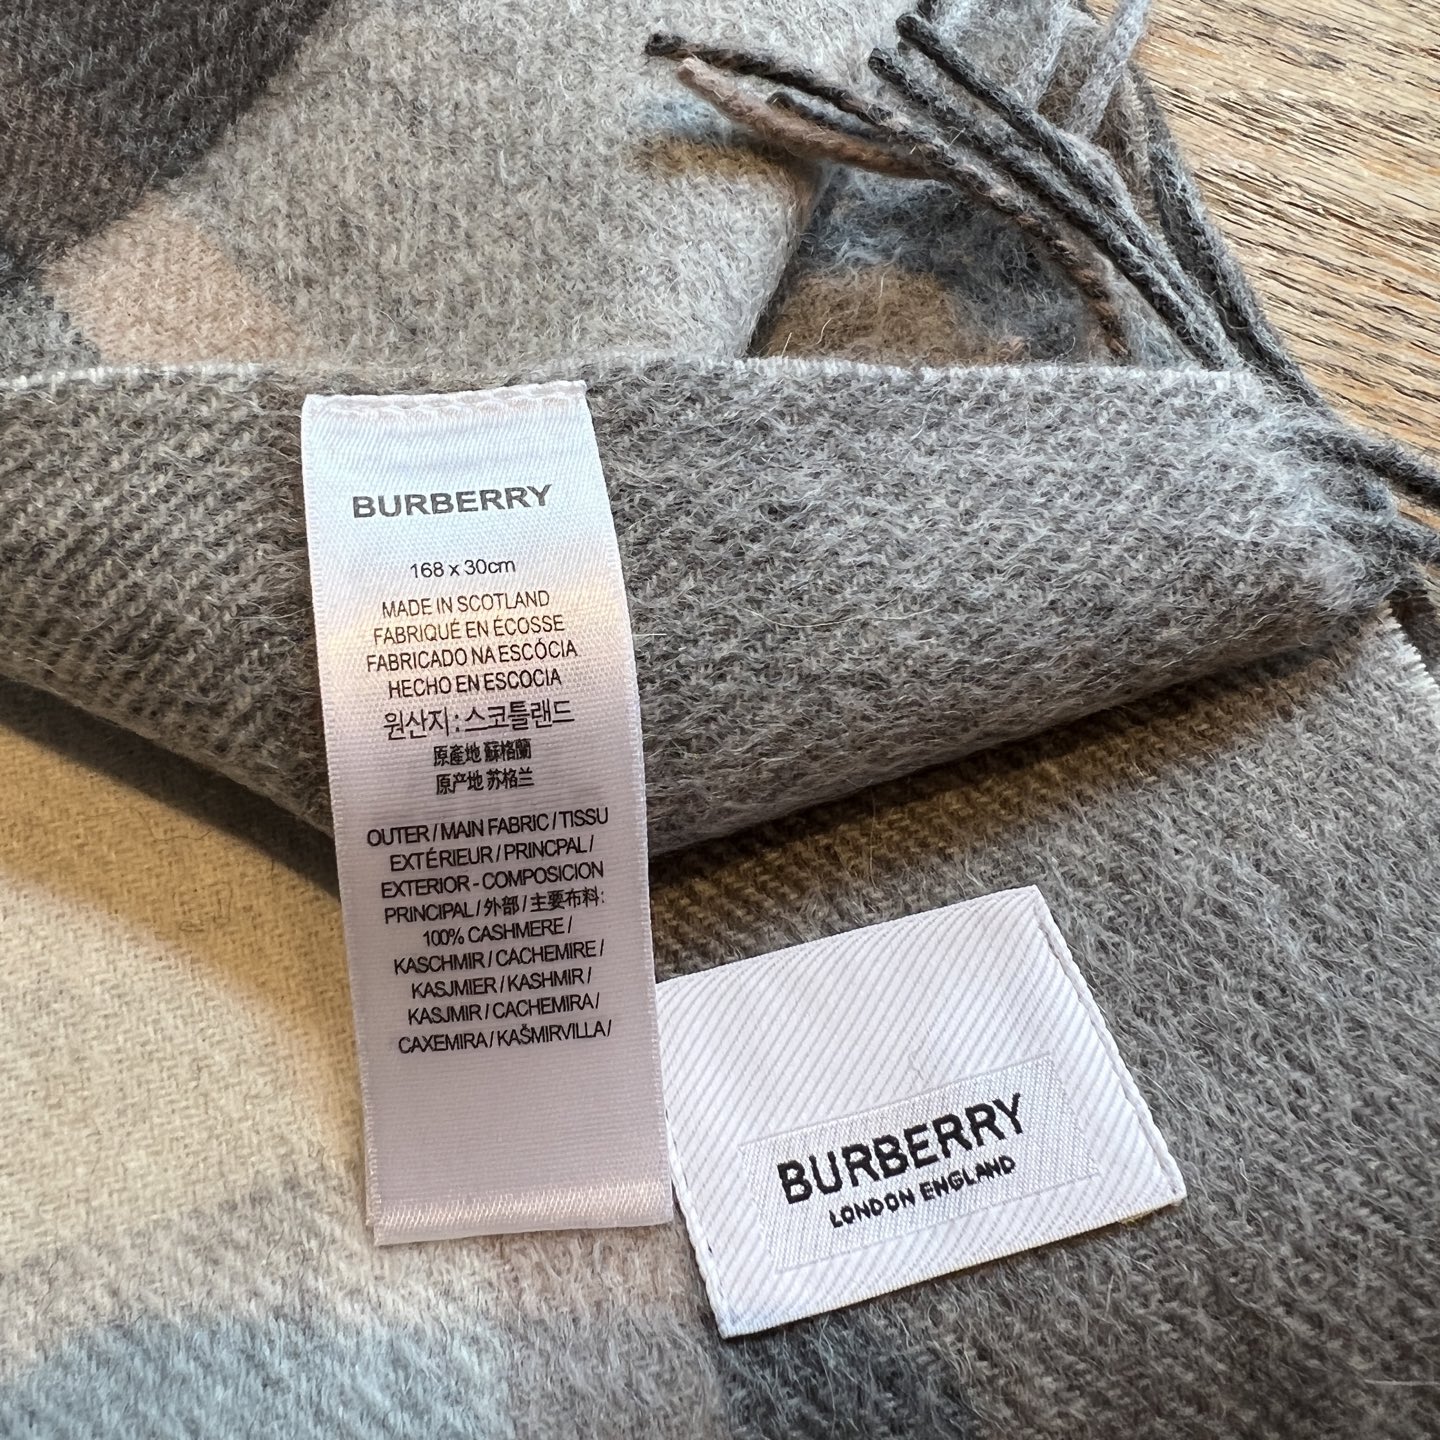 BURBERRY
168 x 30cm
MADE IN SCOTLAND
FABRIQUÉ EN ÉCOSSE
FABRICADO NA ESCÓCIA
HECHO EN ESCOCIA
원산지 : 스코틀랜드
原產地 蘇格蘭
原产地 苏格兰
OUTER / MAIN FABRIC / TISSU
EXTÉRIEUR / PRINCPAL /
EXTERIOR - COMPOSICION
PRINCIPAL / 外部 / 主要布料:
100% CASHMERE /
KASCHMIR / CACHEMIRE /
KASJMIER / KASHMIR /
KASJMIR / CACHEMIRA /
CAXEMIRA / KAŠMIRVILLA /
BURBERRY
LONDON ENGLAND